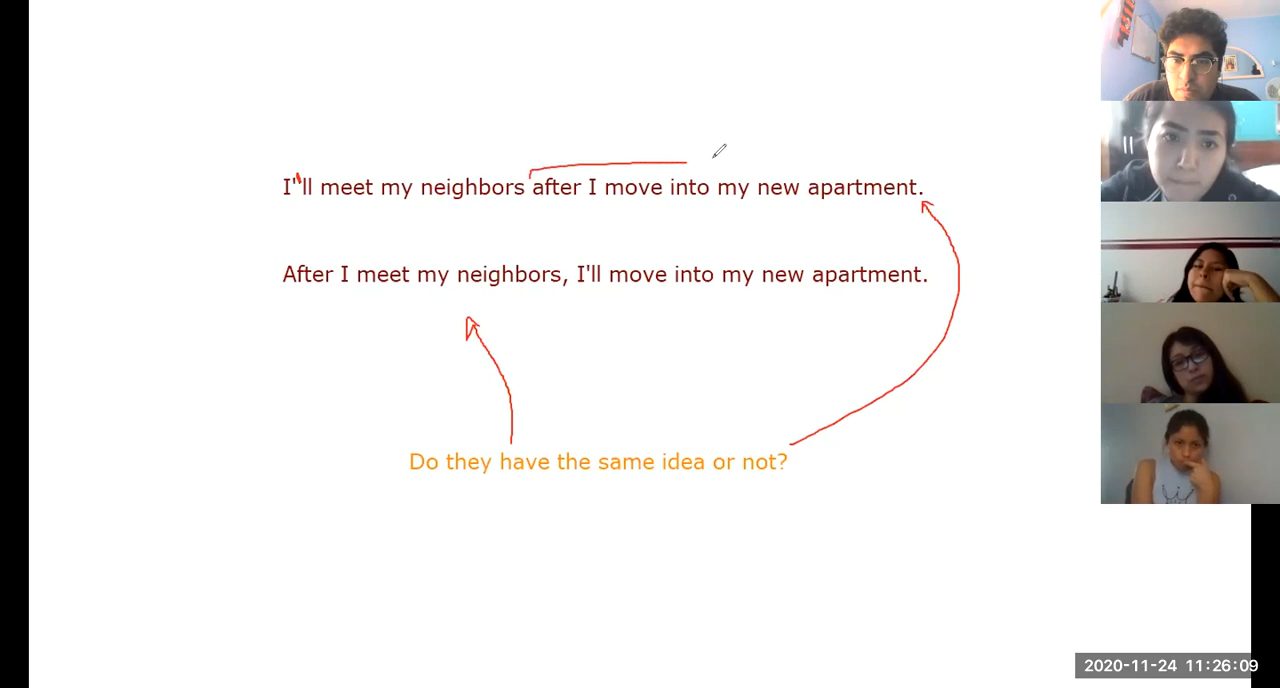 I'll meet my neighbors after I move into my new apartment.
After I meet my neighbors, I'll move into my new apartment.
Do they have the same idea or not?
2020-11-24 11:26:09